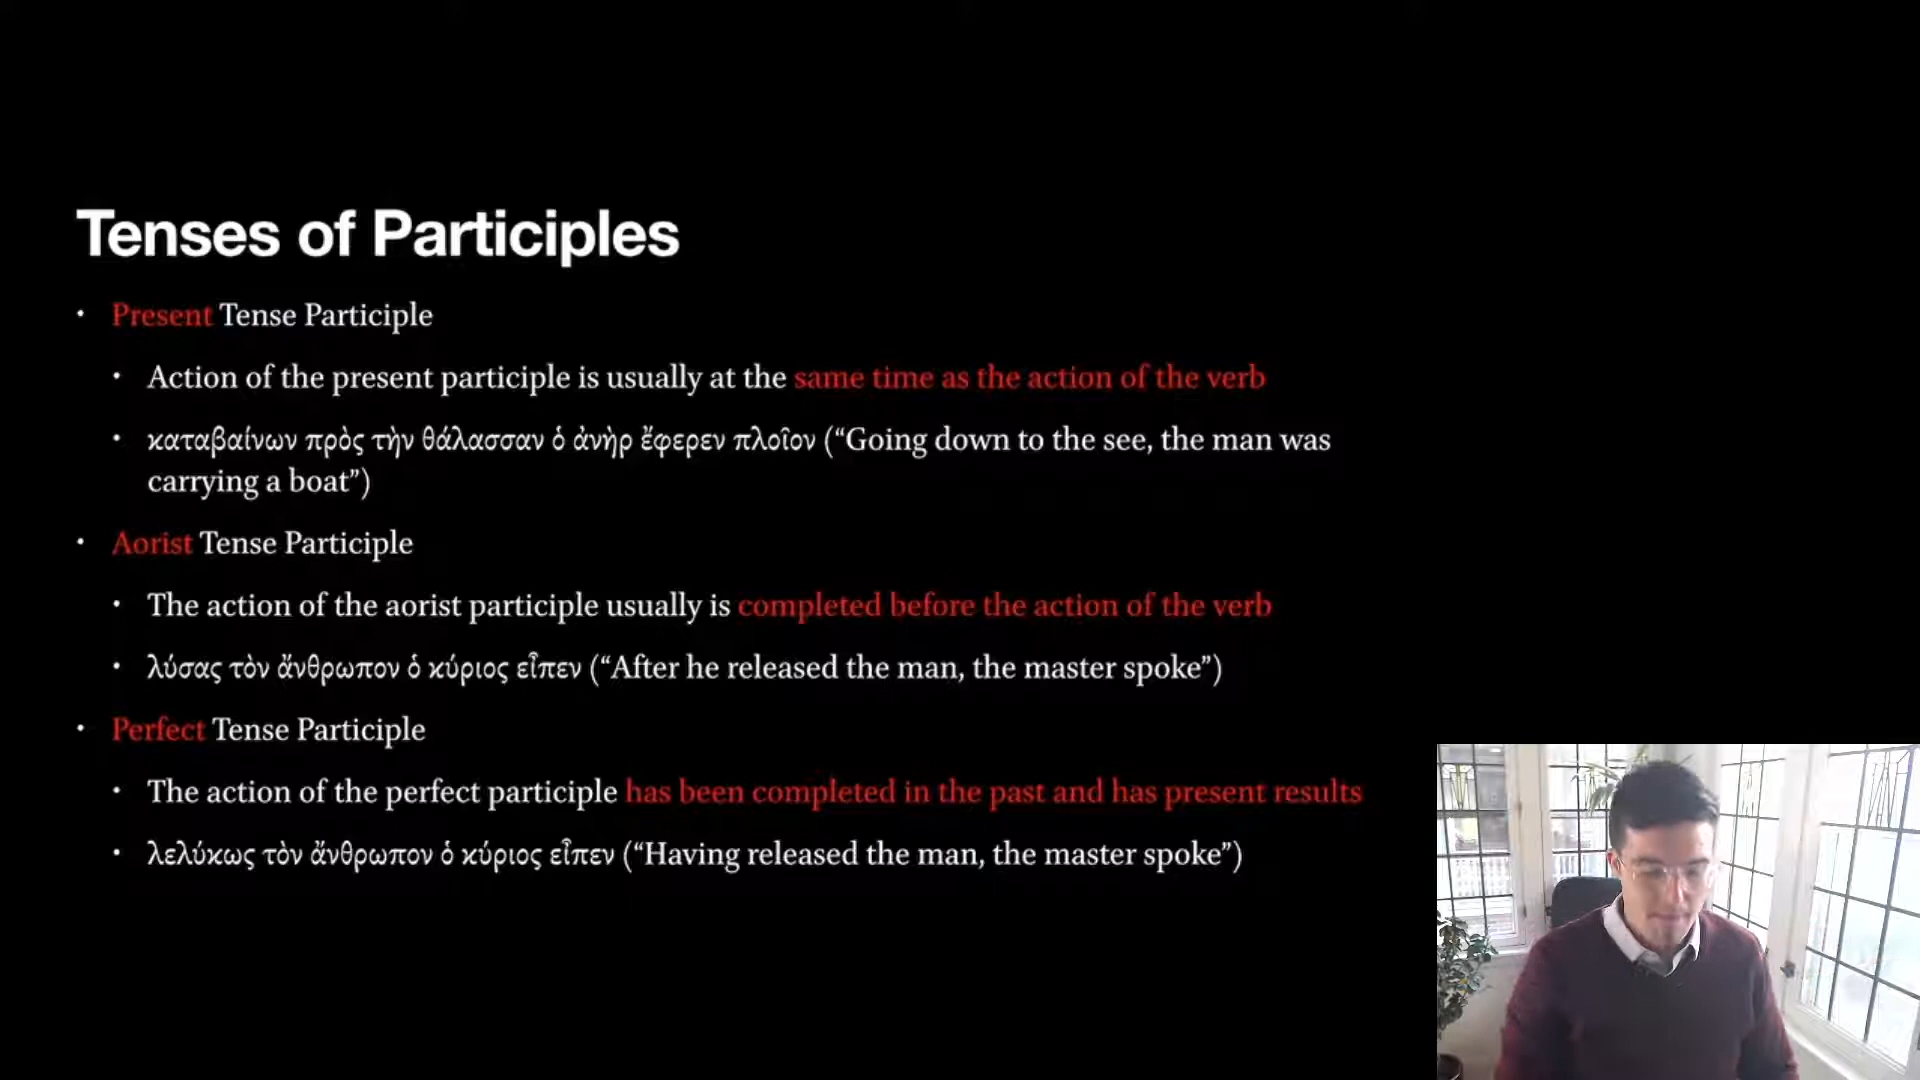 Tenses of Participles
• Present Tense Participle
• Action of the present participle is usually at the same time as the action of the verb
• καταβαίνων πρὸς τὴν θάλασσαν ὁ ἀνὴρ ἔφερεν πλοῖον (“Going down to the see, the man was
carrying a boat”)
• Aorist Tense Participle
• The action of the aorist participle usually is completed before the action of the verb
• λύσας τὸν ἄνθρωπον ὁ κύριος εἶπεν (“After he released the man, the master spoke”)
• Perfect Tense Participle
• The action of the perfect participle has been completed in the past and has present results
• λελύκως τὸν ἄνθρωπον ὁ κύριος εἶπεν (“Having released the man, the master spoke”)